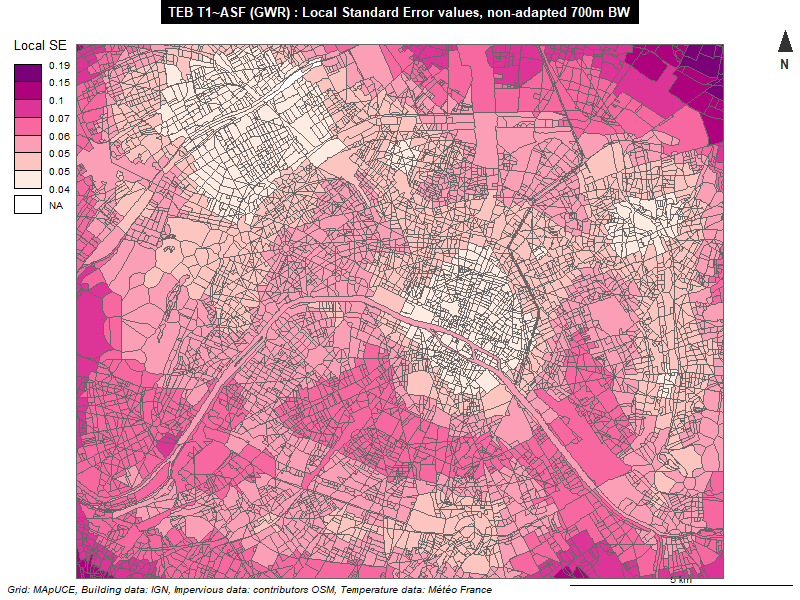 TEB T1~ASF (GWR) : Local Standard Error values, non-adapted 700m BW
Local SE
0.19
0.15
0.1
0.07
0.06
0.05
0.05
0.04
NA
N
5 km
Grid: MApUCE, Building data: IGN, Impervious data: contributors OSM, Temperature data: Météo France